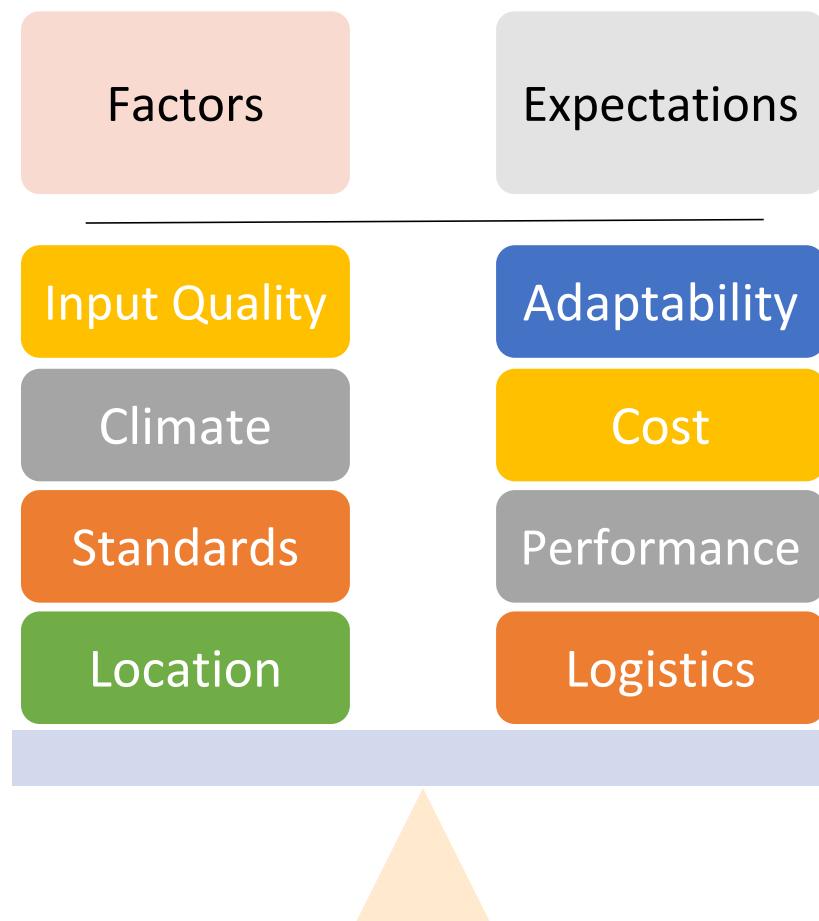 Factors
Expectations
Input Quality
Adaptability
Climate
Cost
Standards
Performance
Location
Logistics